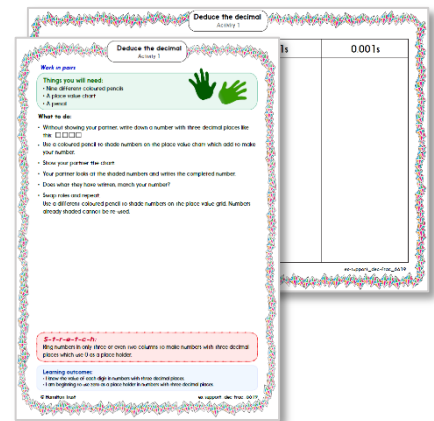 Deduce the decimal
Activity 1
1s
0.001s
ex-support_dec-frac_6619
Deduce the decimal
Activity 1
Work in pairs
Things you will need:
• Nine different coloured pencils
• A place value chart
• A pencil
What to do:
• Without showing your partner, write down a number with three decimal places like
this
• Use a coloured pencil to shade numbers on the place value chart which add to make
your number.
• Show your partner the chart.
• Your partner looks at the shaded numbers and writes the completed number.
• Does what they have written, match your number?
• Swap roles and repeat.
Use a different coloured pencil to shade numbers on the place value grid. Numbers
already shaded cannot be re-used.
S-t-r-e-t-c-h:
Ring numbers in only three or even two columns to make numbers with three decimal
places which use 0 as a place holder.
Learning outcomes:
• I know the value of each digit in numbers with three decimal places.
• I am beginning to use zero as a place holder in numbers with three decimal places.
© Hamilton Trust
ex-support_dec-frac_6619